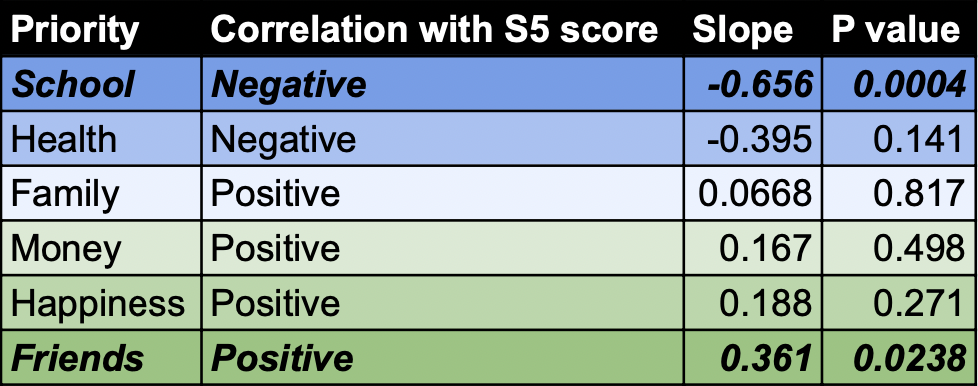 Priority Correlation with S5 score Slope P value
School Negative -0.656 0.0004
Health Negative -0.395 0.141
Family Positive 0.0668 0.817
Money Positive 0.167 0.498
Happiness Positive 0.188 0.271
Friends Positive 0.361 0.0238